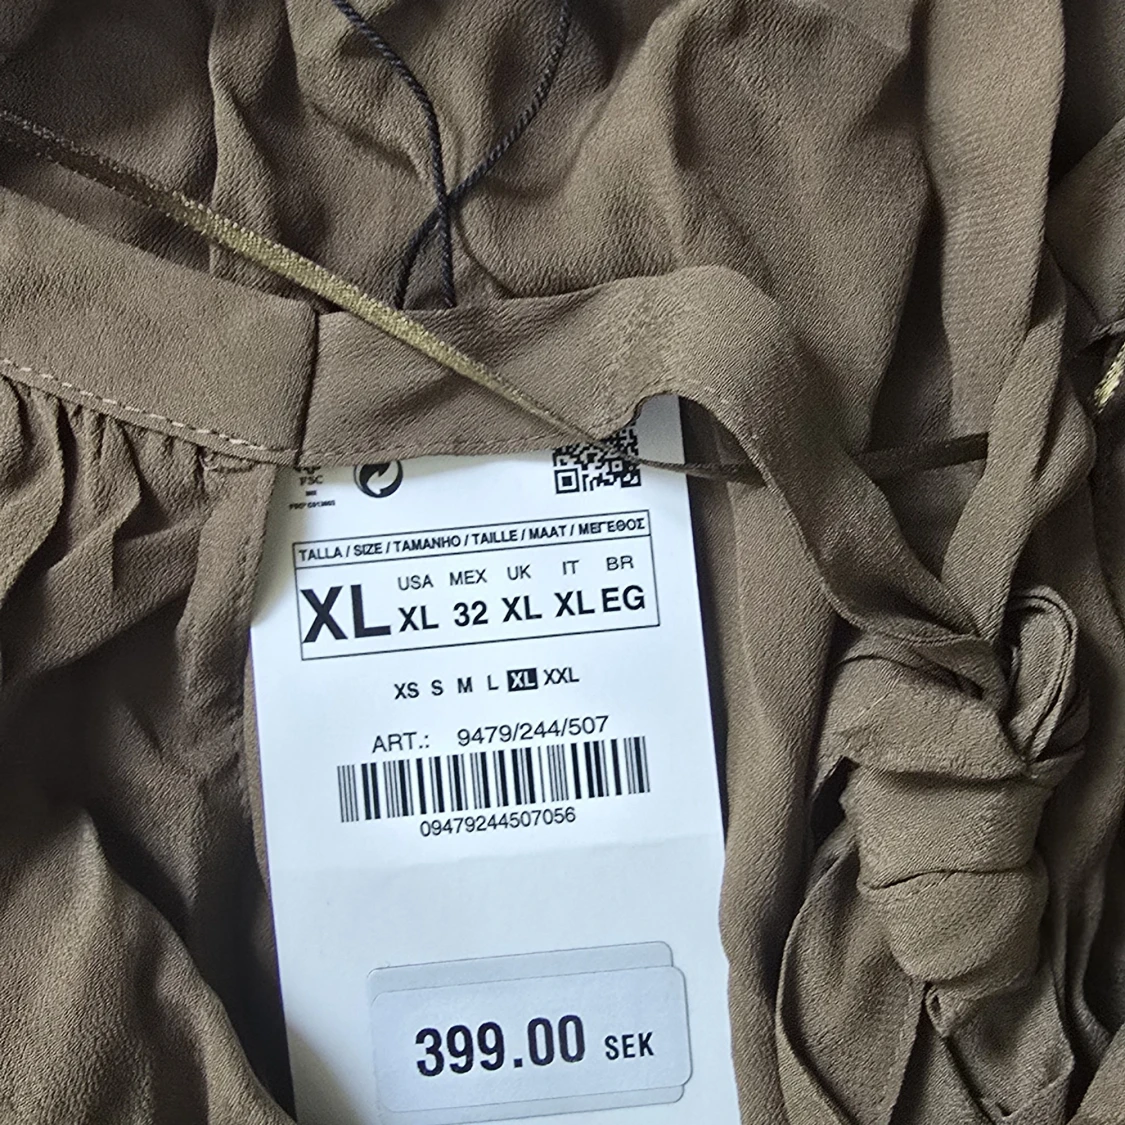 FSC
TALLA / SIZE / TAMANHO / TAILLE / MAAT / ΜΕΓΕΘΟΣ
USA MEX UK IT BR
XL XL 32 XL XL EG
XS S M L XL XXL
ART.: 9479/244/507
09479244507056
399.00 SEK